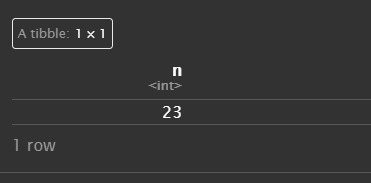 A tibble: 1 × 1
n
<int>
23
1 row